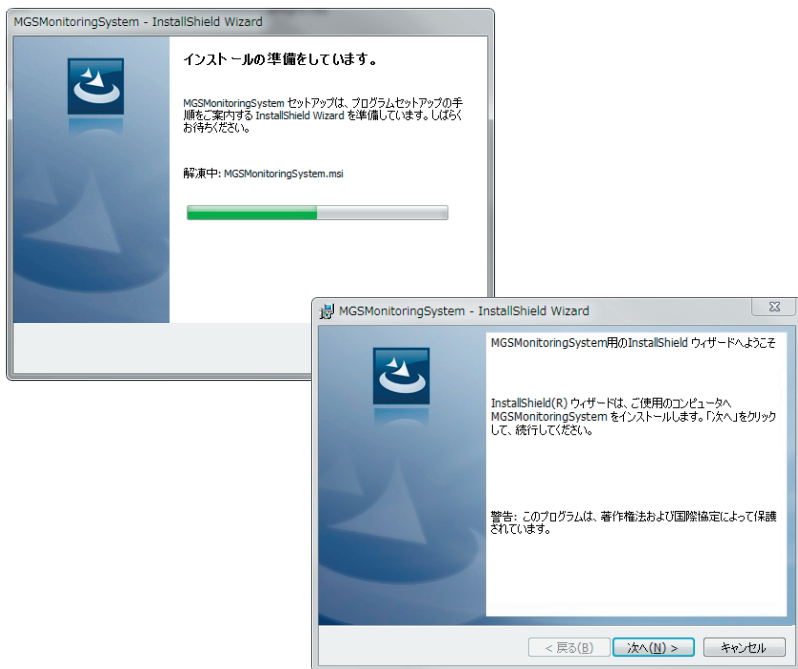 MGSMonitoringSystem - InstallShield Wizard
インストールの準備をしています。
MGSMonitoringSystem セットアップは、プログラムセットアップの手
順をご案内する InstallShield Wizard を準備しています。しばらく
お待ちください。
解凍中: MGSMonitoringSystem.msi
MGSMonitoringSystem - InstallShield Wizard
MGSMonitoringSystem用のInstallShield ウィザードへようこそ
InstallShield(R) ウィザードは、ご使用のコンピュータへ
MGSMonitoringSystem をインストールします。「次へ」をクリック
して、続行してください。
警告: このプログラムは、著作権法および国際協定によって保護
されています。
< 戻る(B)
次へ(N) >
キャンセル